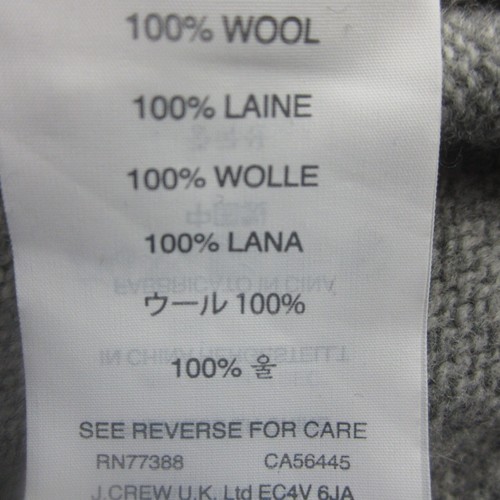 100% WOOL
100% LAINE
100% WOLLE
100% LANA
ウール 100%
100% 울
SEE REVERSE FOR CARE
RN77388 CA56445
J.CREW U.K. Ltd EC4V 6JA